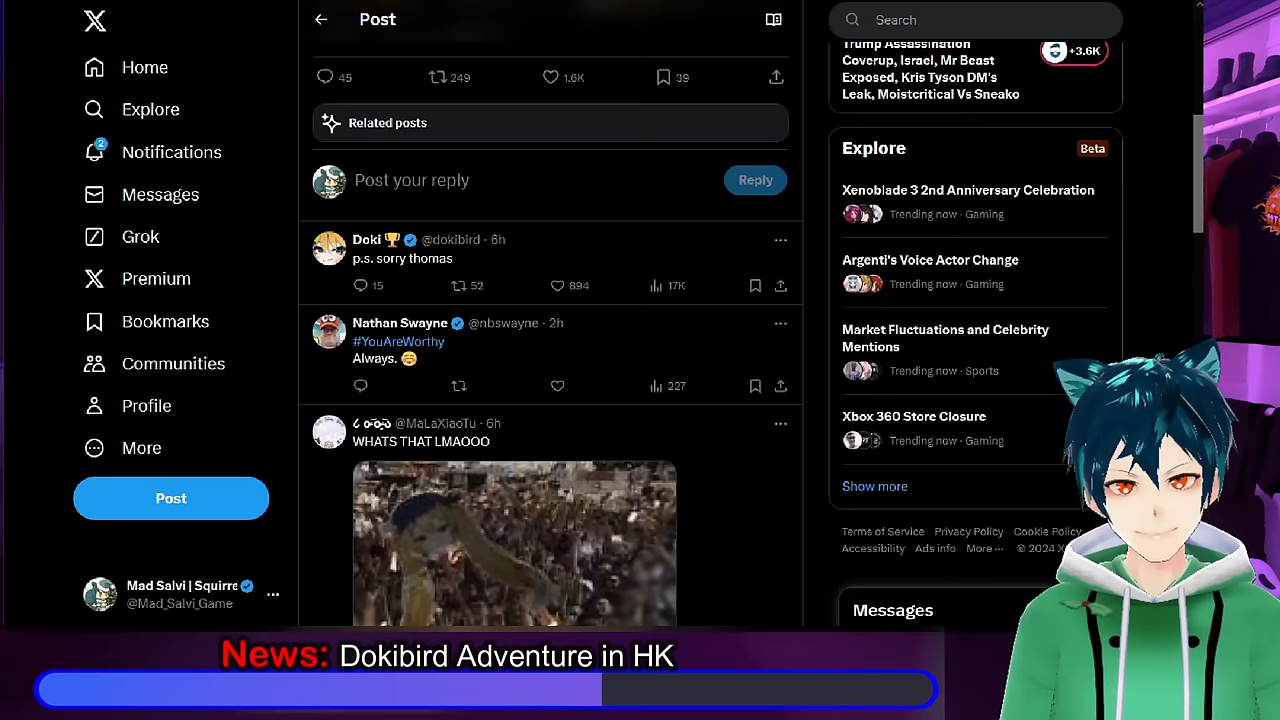 Home
Explore
Notifications
2
Messages
Grok
Premium
Bookmarks
Communities
Profile
More
Post
Mad Salvi | Squirre
@Mad_Salvi_Game
Post
45
249
1.6K
39
Related posts
Post your reply
Reply
Doki 🏆 @dokibird · 6h
p.s. sorry thomas
15
52
894
17K
Nathan Swayne @nbswayne · 2h
#YouAreWorthy
Always. ☺️
227
@MaLaXiaoTu · 6h
WHATS THAT LMAOOO
Search
Trump Assassination
Coverup, Israel, Mr Beast
Exposed, Kris Tyson DM's
Leak, Moistcritical Vs Sneako
+3.6K
Explore
Beta
Xenoblade 3 2nd Anniversary Celebration
Trending now · Gaming
Argenti's Voice Actor Change
Trending now · Gaming
Market Fluctuations and Celebrity
Mentions
Trending now · Sports
Xbox 360 Store Closure
Trending now · Gaming
Show more
Terms of Service Privacy Policy Cookie Policy
Accessibility Ads info More ··· © 2024 X
Messages
News: Dokibird Adventure in HK